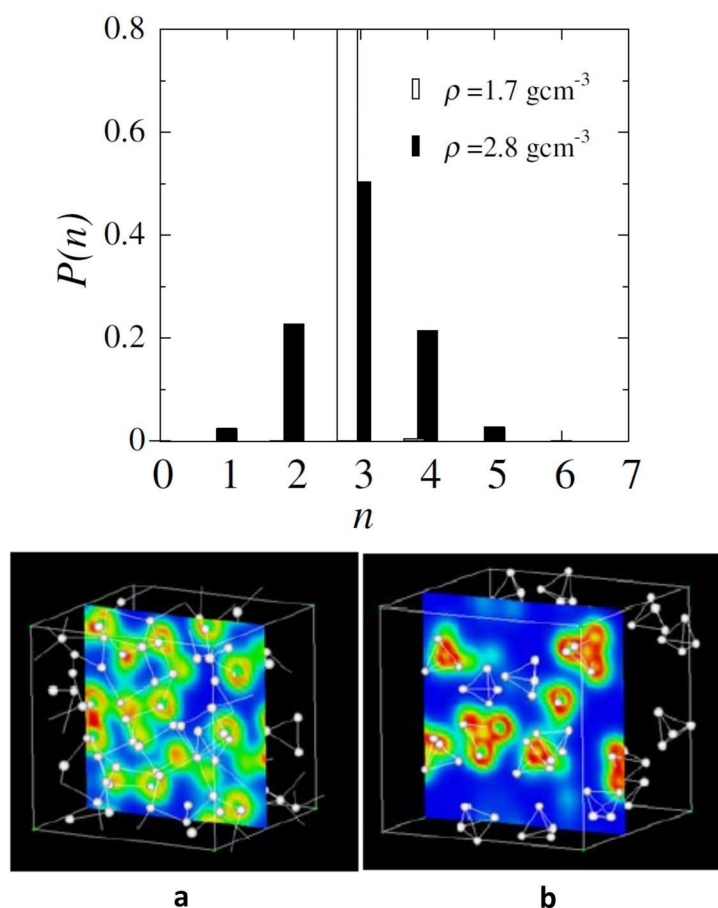 0.8
ρ =1.7 gcm-3
0.6
ρ =2.8 gcm-3
P(n)
0.4
0.2
0
0 1 2 3 4 5 6 7
n
a b